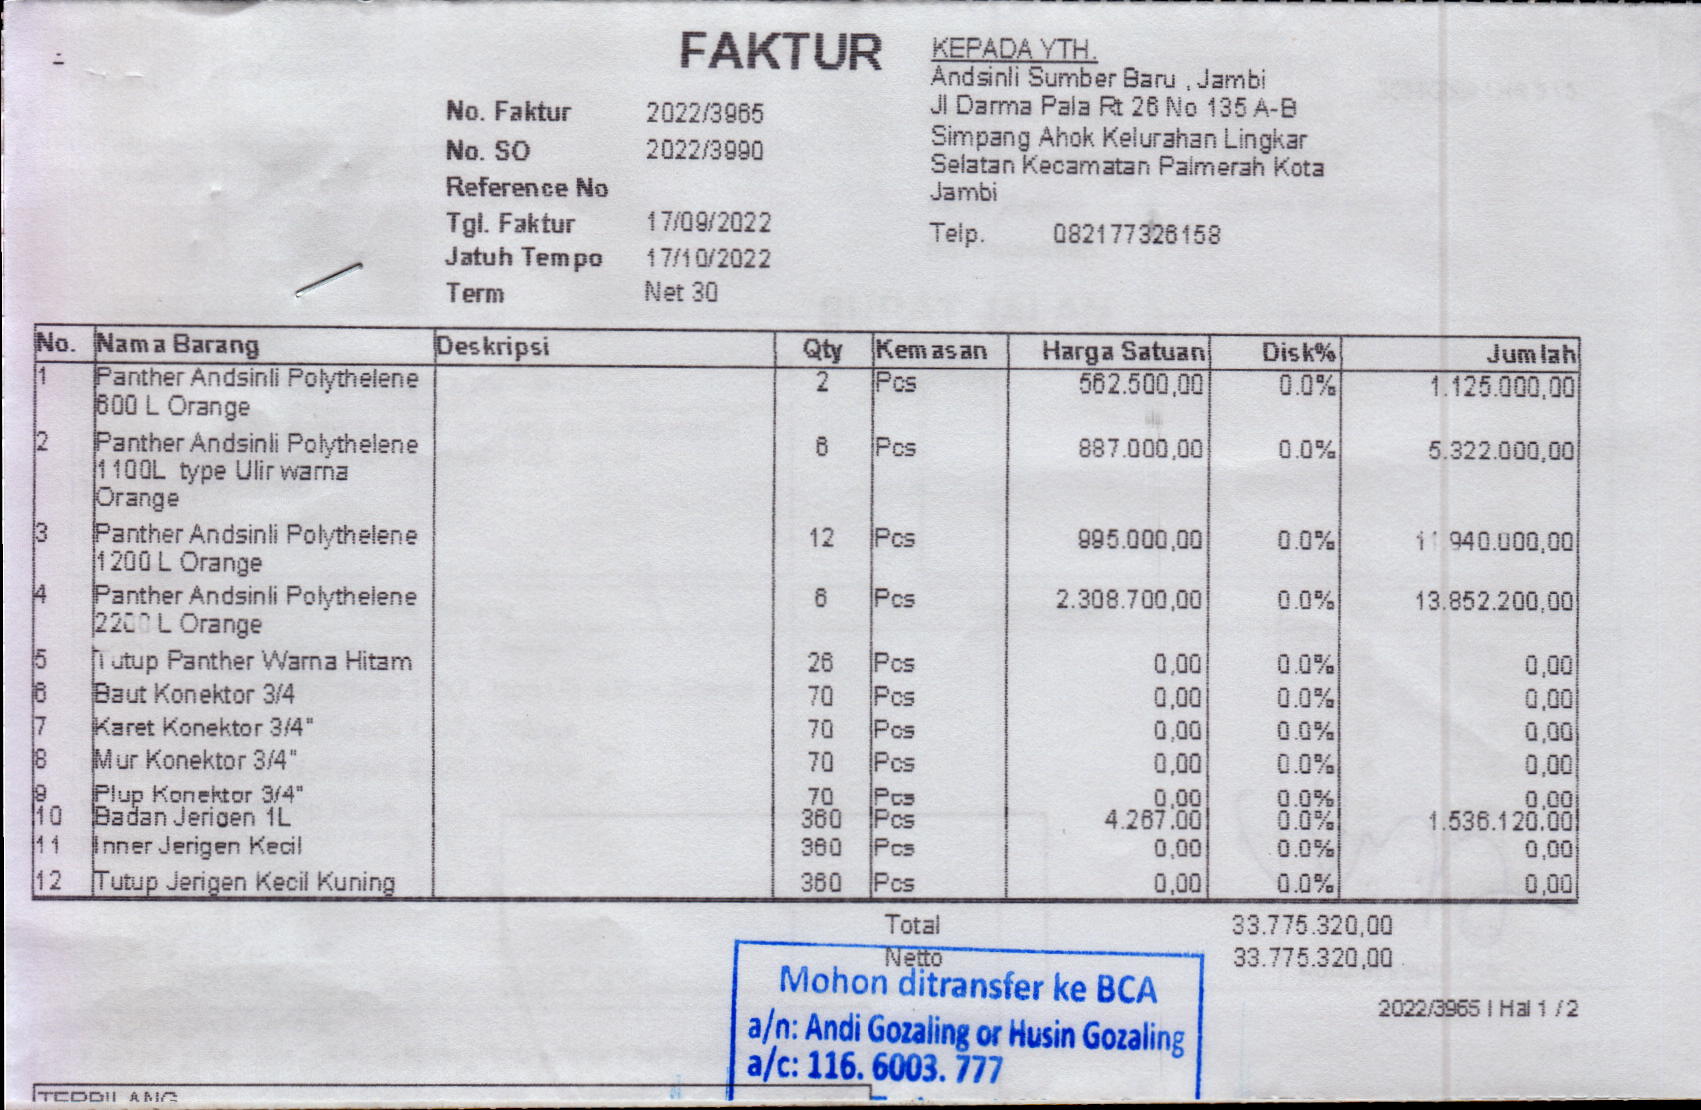 FAKTUR
No. Faktur 2022/3965
No. SO 2022/3990
Reference No
Tgl. Faktur 17/09/2022
Jatuh Tempo 17/10/2022
Term Net 30
KEPADA YTH.
Andsinli Sumber Baru , Jambi
Jl Darma Pala Rt 26 No 135 A-B
Simpang Ahok Kelurahan Lingkar
Selatan Kecamatan Palmerah Kota
Jambi
Telp. 082177326158
No. Nama Barang Deskripsi Qty Kemasan Harga Satuan Disk% Jumlah
1 Panther Andsinli Polythelene 2 Pcs 562.500,00 0.0% 1.125.000,00
600 L Orange
2 Panther Andsinli Polythelene 6 Pcs 887.000,00 0.0% 5.322.000,00
1100L type Ulir warna
Orange
3 Panther Andsinli Polythelene 12 Pcs 995.000,00 0.0% 11.940.000,00
1200 L Orange
4 Panther Andsinli Polythelene 6 Pcs 2.308.700,00 0.0% 13.852.200,00
2200 L Orange
5 Tutup Panther Warna Hitam 26 Pcs 0,00 0.0% 0,00
6 Baut Konektor 3/4 70 Pcs 0,00 0.0% 0,00
7 Karet Konektor 3/4" 70 Pcs 0,00 0.0% 0,00
8 Mur Konektor 3/4" 70 Pcs 0,00 0.0% 0,00
9 Plup Konektor 3/4" 70 Pcs 0,00 0.0% 0,00
10 Badan Jerigen 1L 360 Pcs 4.267,00 0.0% 1.536.120,00
11 Inner Jerigen Kecil 360 Pcs 0,00 0.0% 0,00
12 Tutup Jerigen Kecil Kuning 360 Pcs 0,00 0.0% 0,00
Total 33.775.320,00
Netto 33.775.320,00
Mohon ditransfer ke BCA
a/n: Andi Gozaling or Husin Gozaling
a/c: 116. 6003. 777
2022/3965 | Hal 1 / 2
TERBILANG